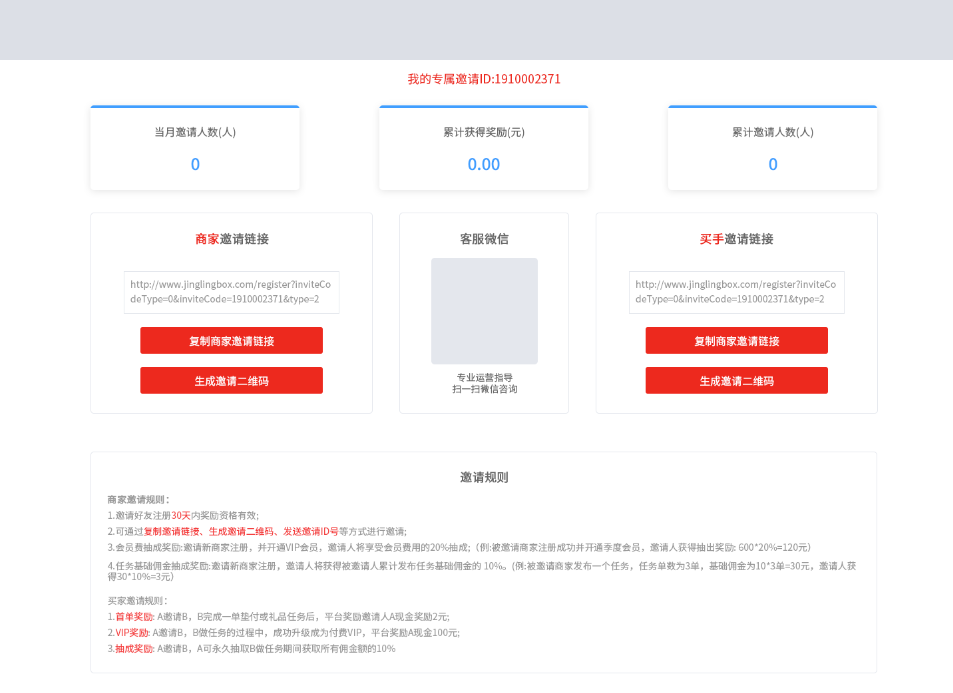 我的专属邀请ID:1910002371
当月邀请人数(人)
0
累计获得奖励(元)
0.00
累计邀请人数(人)
0
商家邀请链接
http://www.jinglingbox.com/register?inviteCo
deType=0&inviteCode=1910002371&type=2
复制商家邀请链接
生成邀请二维码
客服微信
专业运营指导
扫一扫微信咨询
买手邀请链接
http://www.jinglingbox.com/register?inviteCo
deType=0&inviteCode=1910002371&type=2
复制商家邀请链接
生成邀请二维码
邀请规则
商家邀请规则：
1.邀请好友注册30天内奖励资格有效;
2.可通过复制邀请链接、生成邀请二维码、发送邀请ID号等方式进行邀请;
3.会员费抽成奖励:邀请新商家注册，并开通VIP会员，邀请人将享受会员费用的20%抽成;（例:被邀请商家注册成功并开通季度会员，邀请人获得抽出奖励: 600*20%=120元）
4.任务基础佣金抽成奖励:邀请新商家注册，邀请人将获得被邀请人累计发布任务基础佣金的 10%。(例:被邀请商家发布一个任务，任务单数为3单，基础佣金为10*3单=30元，邀请人获
得30*10%=3元）
买家邀请规则：
1.首单奖励: A邀请B，B完成一单垫付或礼品任务后，平台奖励邀请人A现金奖励2元;
2.VIP奖励: A邀请B，B做任务的过程中，成功升级成为付费VIP，平台奖励A现金100元;
3.抽成奖励: A邀请B，A可永久抽取B做任务期间获取所有佣金额的10%